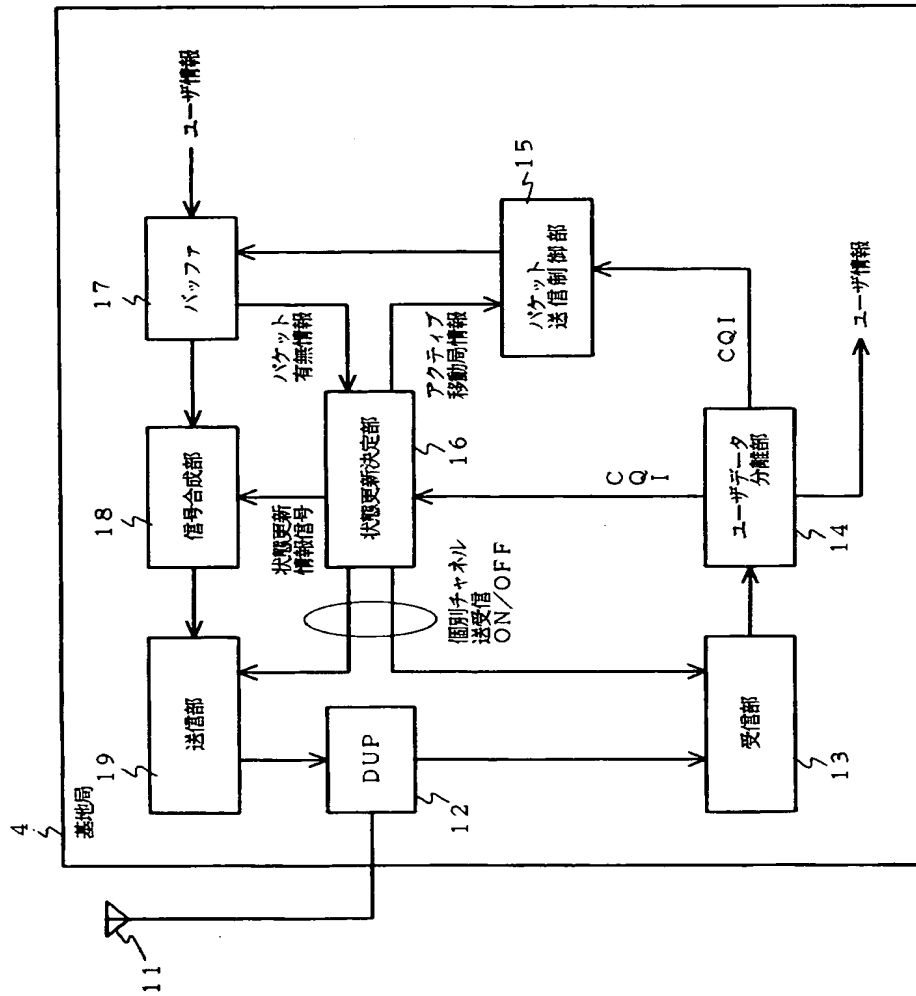 4
基地局
11
19
送信部
18
信号合成部
17
バッファ
ユーザ情報
パケット
有無情報
状態更新
情報信号
状態更新決定部
16
アクティブ
移動局情報
15
パケット
送信制御部
DUP
12
個別チャネル
送受信
ON/OFF
CQI
CQI
受信部
13
ユーザデータ
分離部
14
ユーザ情報